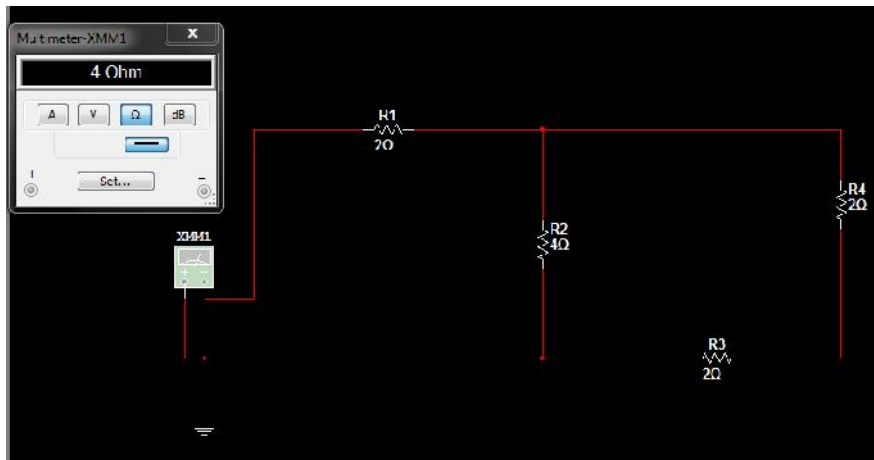 Multimeter-XMM1 X
4 Ohm
A V Ω dB
Set...
XMM1
R1
2Ω
R2
4Ω
R3
2Ω
R4
2Ω